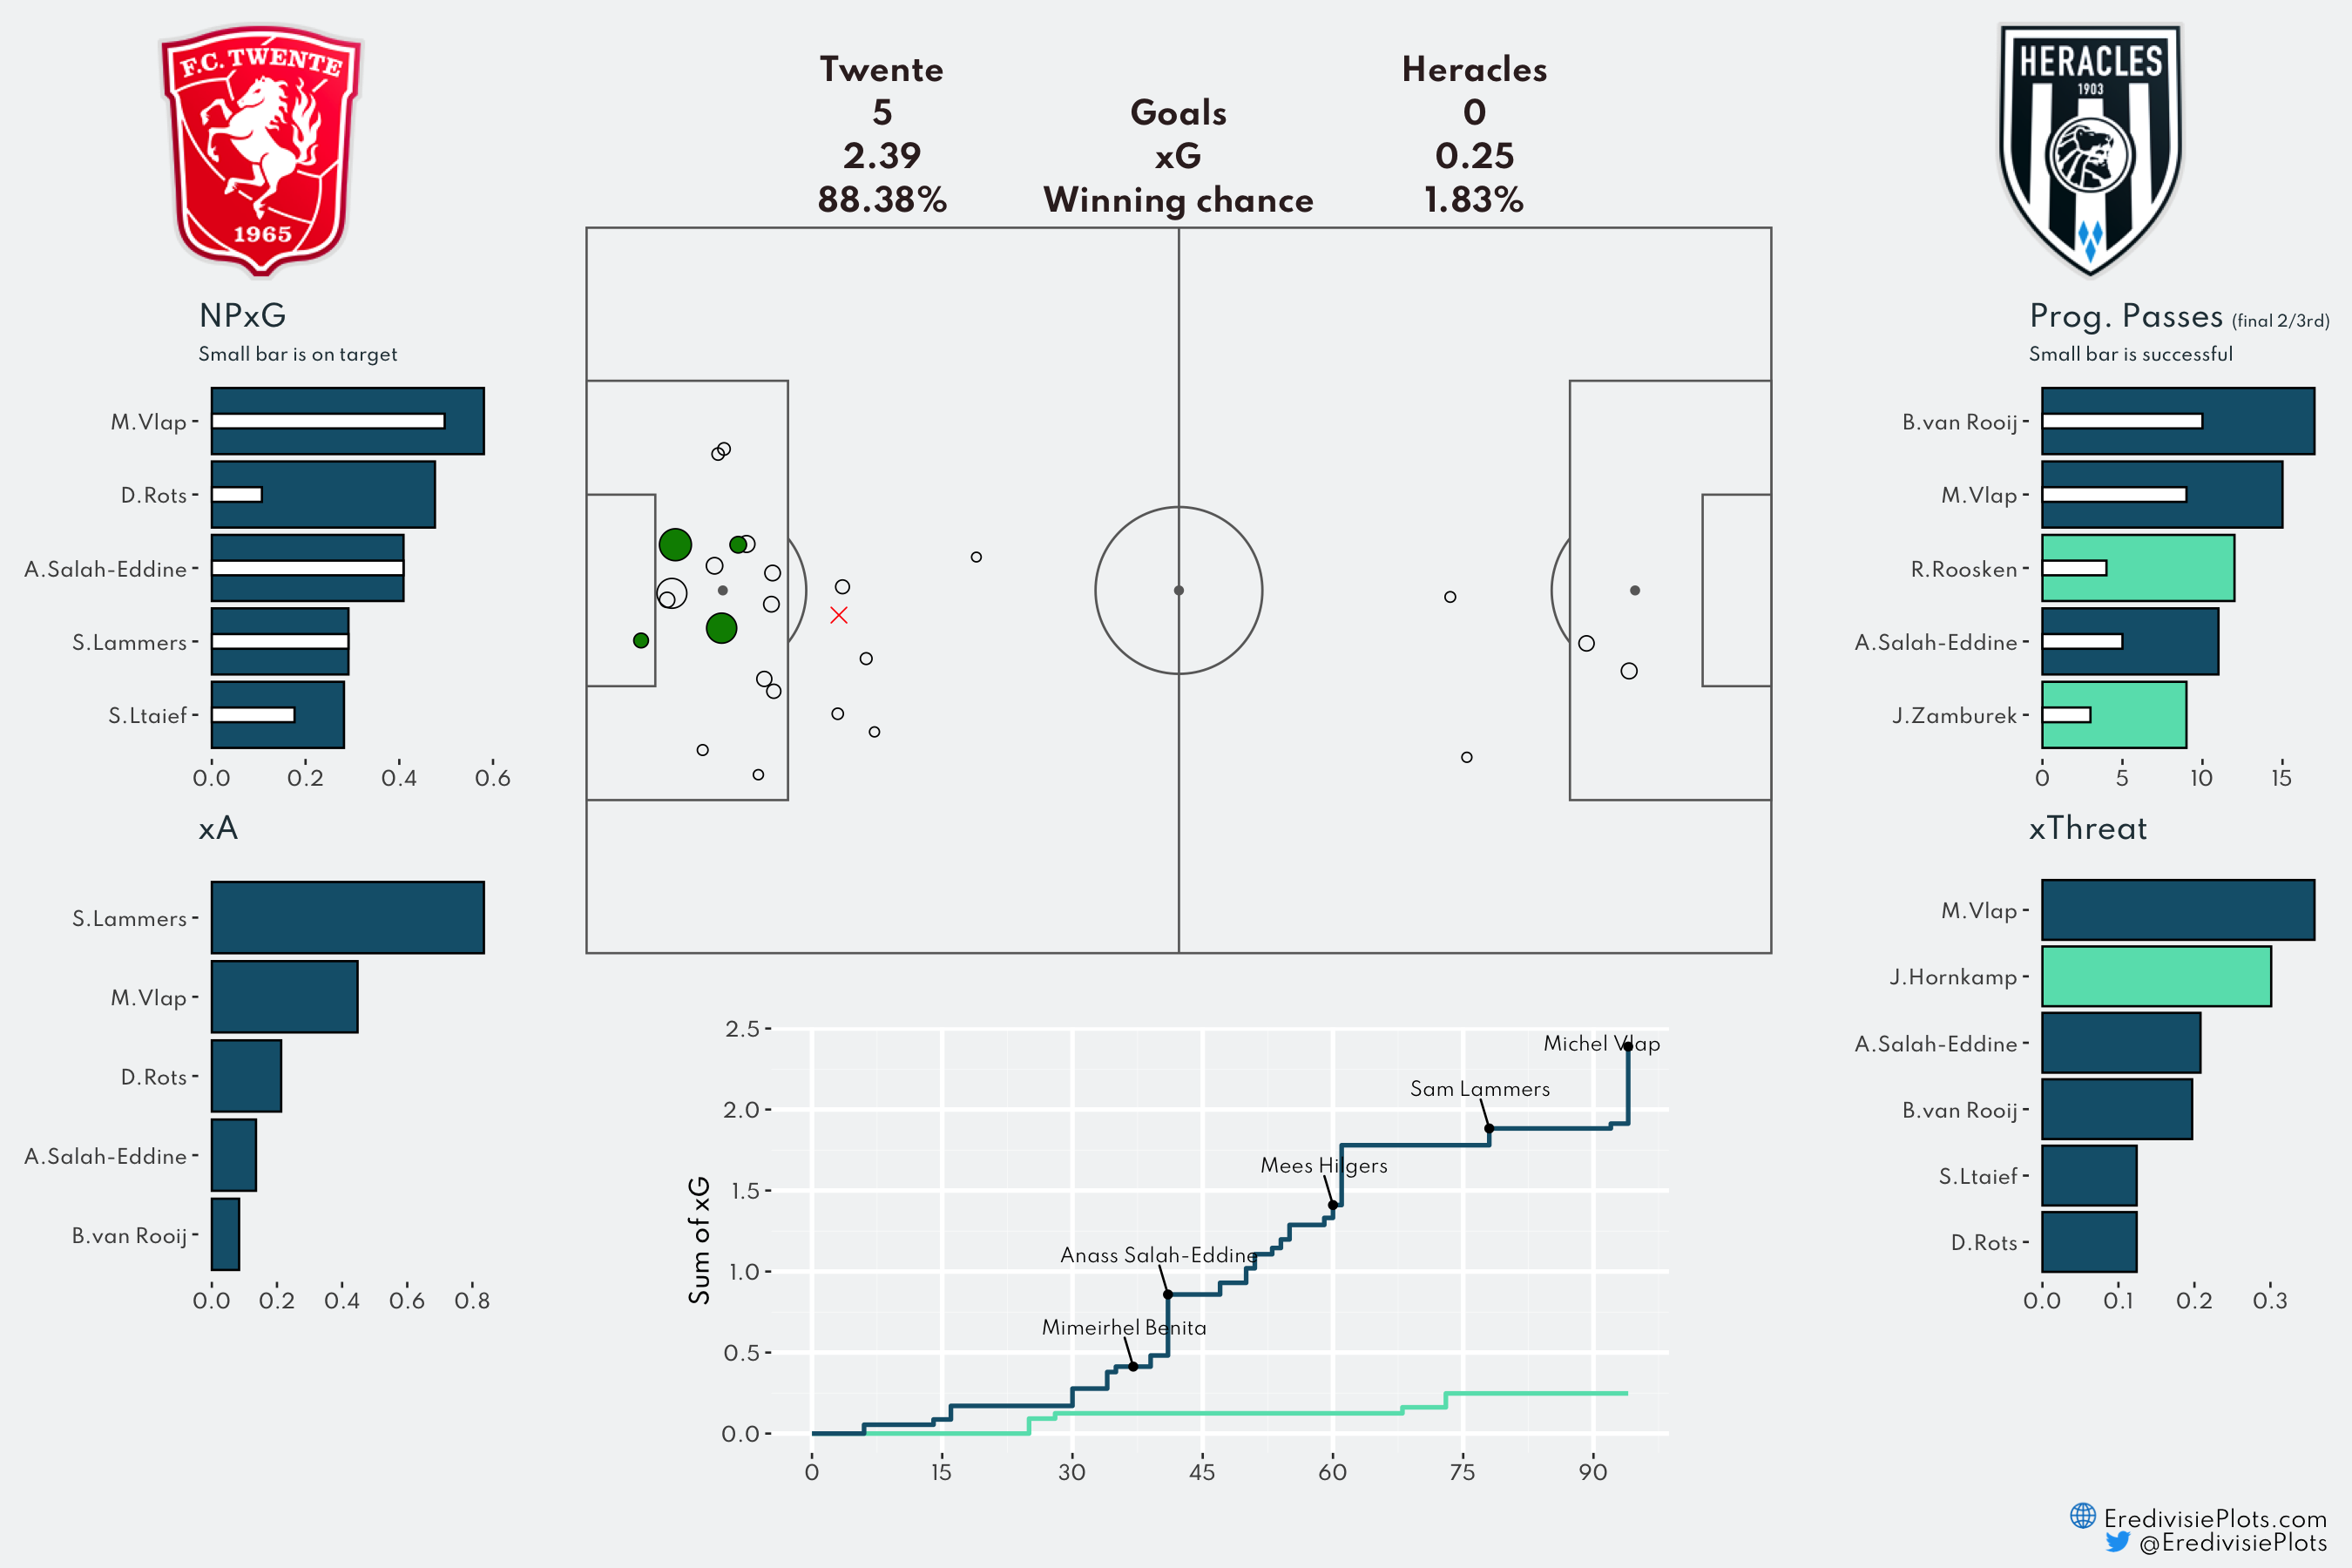 F.C. TWENTE
1965
Twente
Heracles
5
Goals
0
2.39
xG
0.25
88.38%
Winning chance
1.83%
HERACLES
1903
NPxG
Small bar is on target
M.Vlap
D.Rots
A.Salah-Eddine
S.Lammers
S.Ltaief
0.0 0.2 0.4 0.6
xA
S.Lammers
M.Vlap
D.Rots
A.Salah-Eddine
B.van Rooij
0.0 0.2 0.4 0.6 0.8
Sum of xG
2.5
2.0
1.5
1.0
0.5
0.0
Michel Vlap
Sam Lammers
Mees Hilgers
Anass Salah-Eddine
Mimeirhel Benita
0 15 30 45 60 75 90
Prog. Passes (final 2/3rd)
Small bar is successful
B.van Rooij
M.Vlap
R.Roosken
A.Salah-Eddine
J.Zamburek
0 5 10 15
xThreat
M.Vlap
J.Hornkamp
A.Salah-Eddine
B.van Rooij
S.Ltaief
D.Rots
0.0 0.1 0.2 0.3
EredivisiePlots.com
@EredivisiePlots